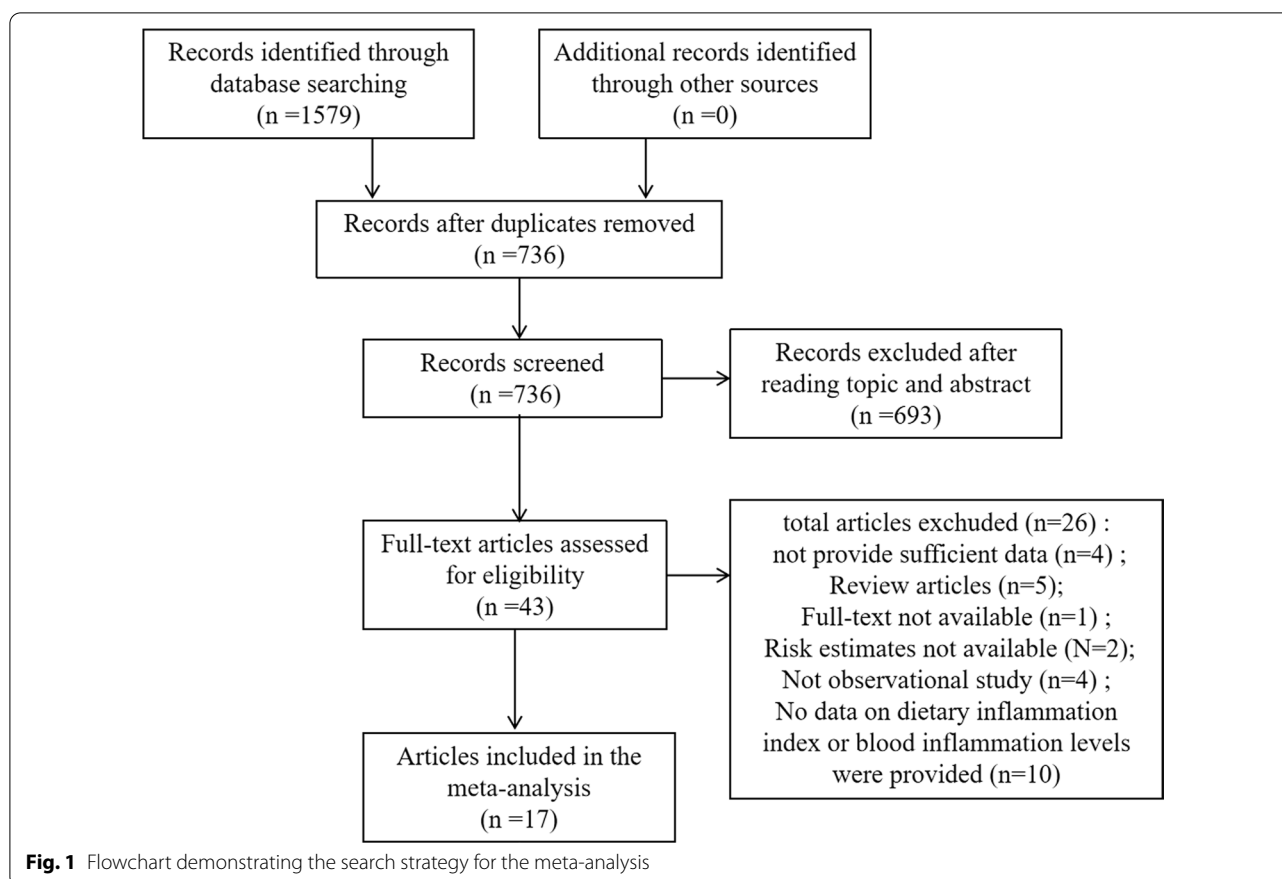 Records identified through
database searching
(n =1579)
Additional records identified
through other sources
(n =0)
Records after duplicates removed
(n =736)
Records screened
(n =736)
Records excluded after
reading topic and abstract
(n =693)
Full-text articles assessed
for eligibility
(n =43)
total articles exchuded (n=26) :
not provide sufficient data (n=4) ;
Review articles (n=5);
Full-text not available (n=1) ;
Risk estimates not available (N=2);
Not observational study (n=4) ;
No data on dietary inflammation
index or blood inflammation levels
were provided (n=10)
Articles included in the
meta-analysis
(n =17)
Fig. 1 Flowchart demonstrating the search strategy for the meta-analysis